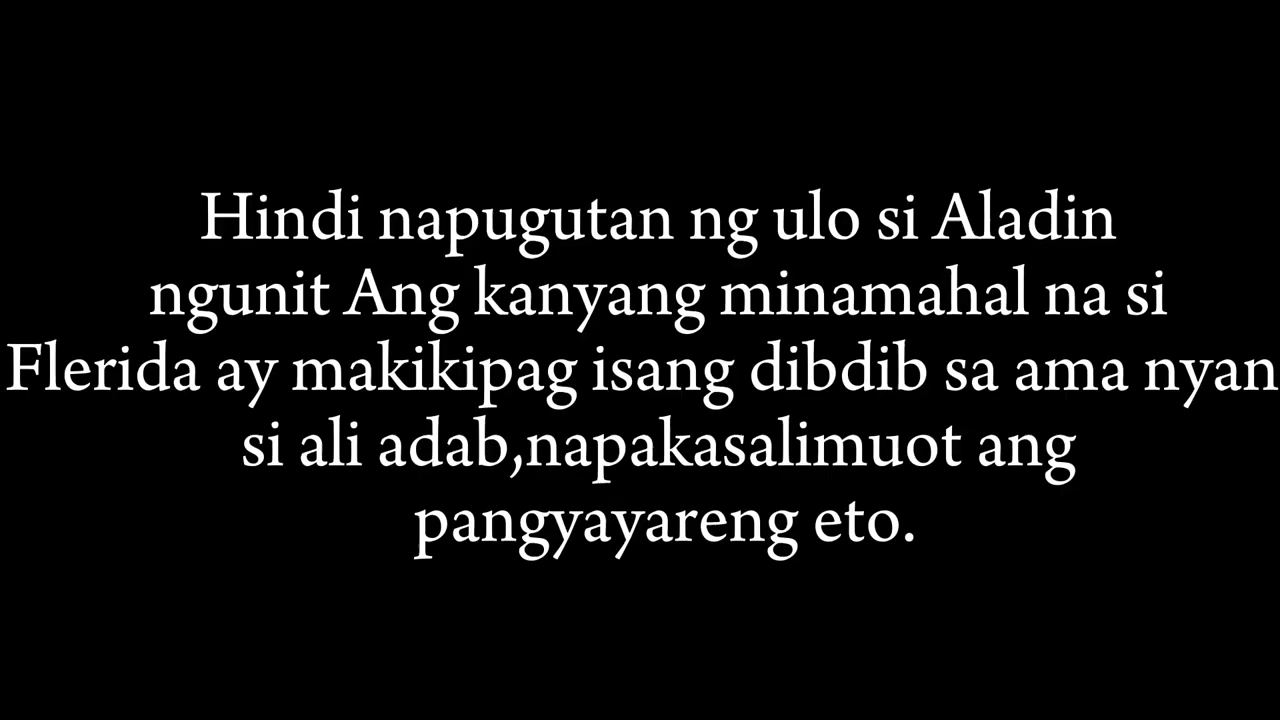 Hindi napugutan ng ulo si Aladin
ngunit Ang kanyang minamahal na si
Flerida ay makikipag isang dibdib sa ama nyan
si ali adab,napakasalimuot ang
pangyayareng eto.